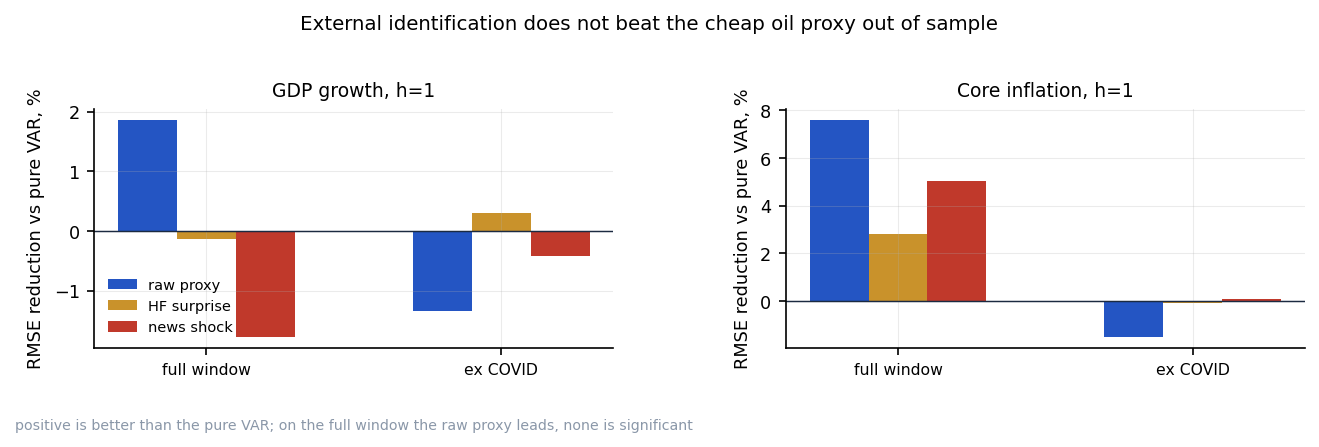 External identification does not beat the cheap oil proxy out of sample
GDP growth, h=1
RMSE reduction vs pure VAR, %
2
1
0
−1
raw proxy
HF surprise
news shock
full window
ex COVID
Core inflation, h=1
RMSE reduction vs pure VAR, %
8
6
4
2
0
full window
ex COVID
positive is better than the pure VAR; on the full window the raw proxy leads, none is significant